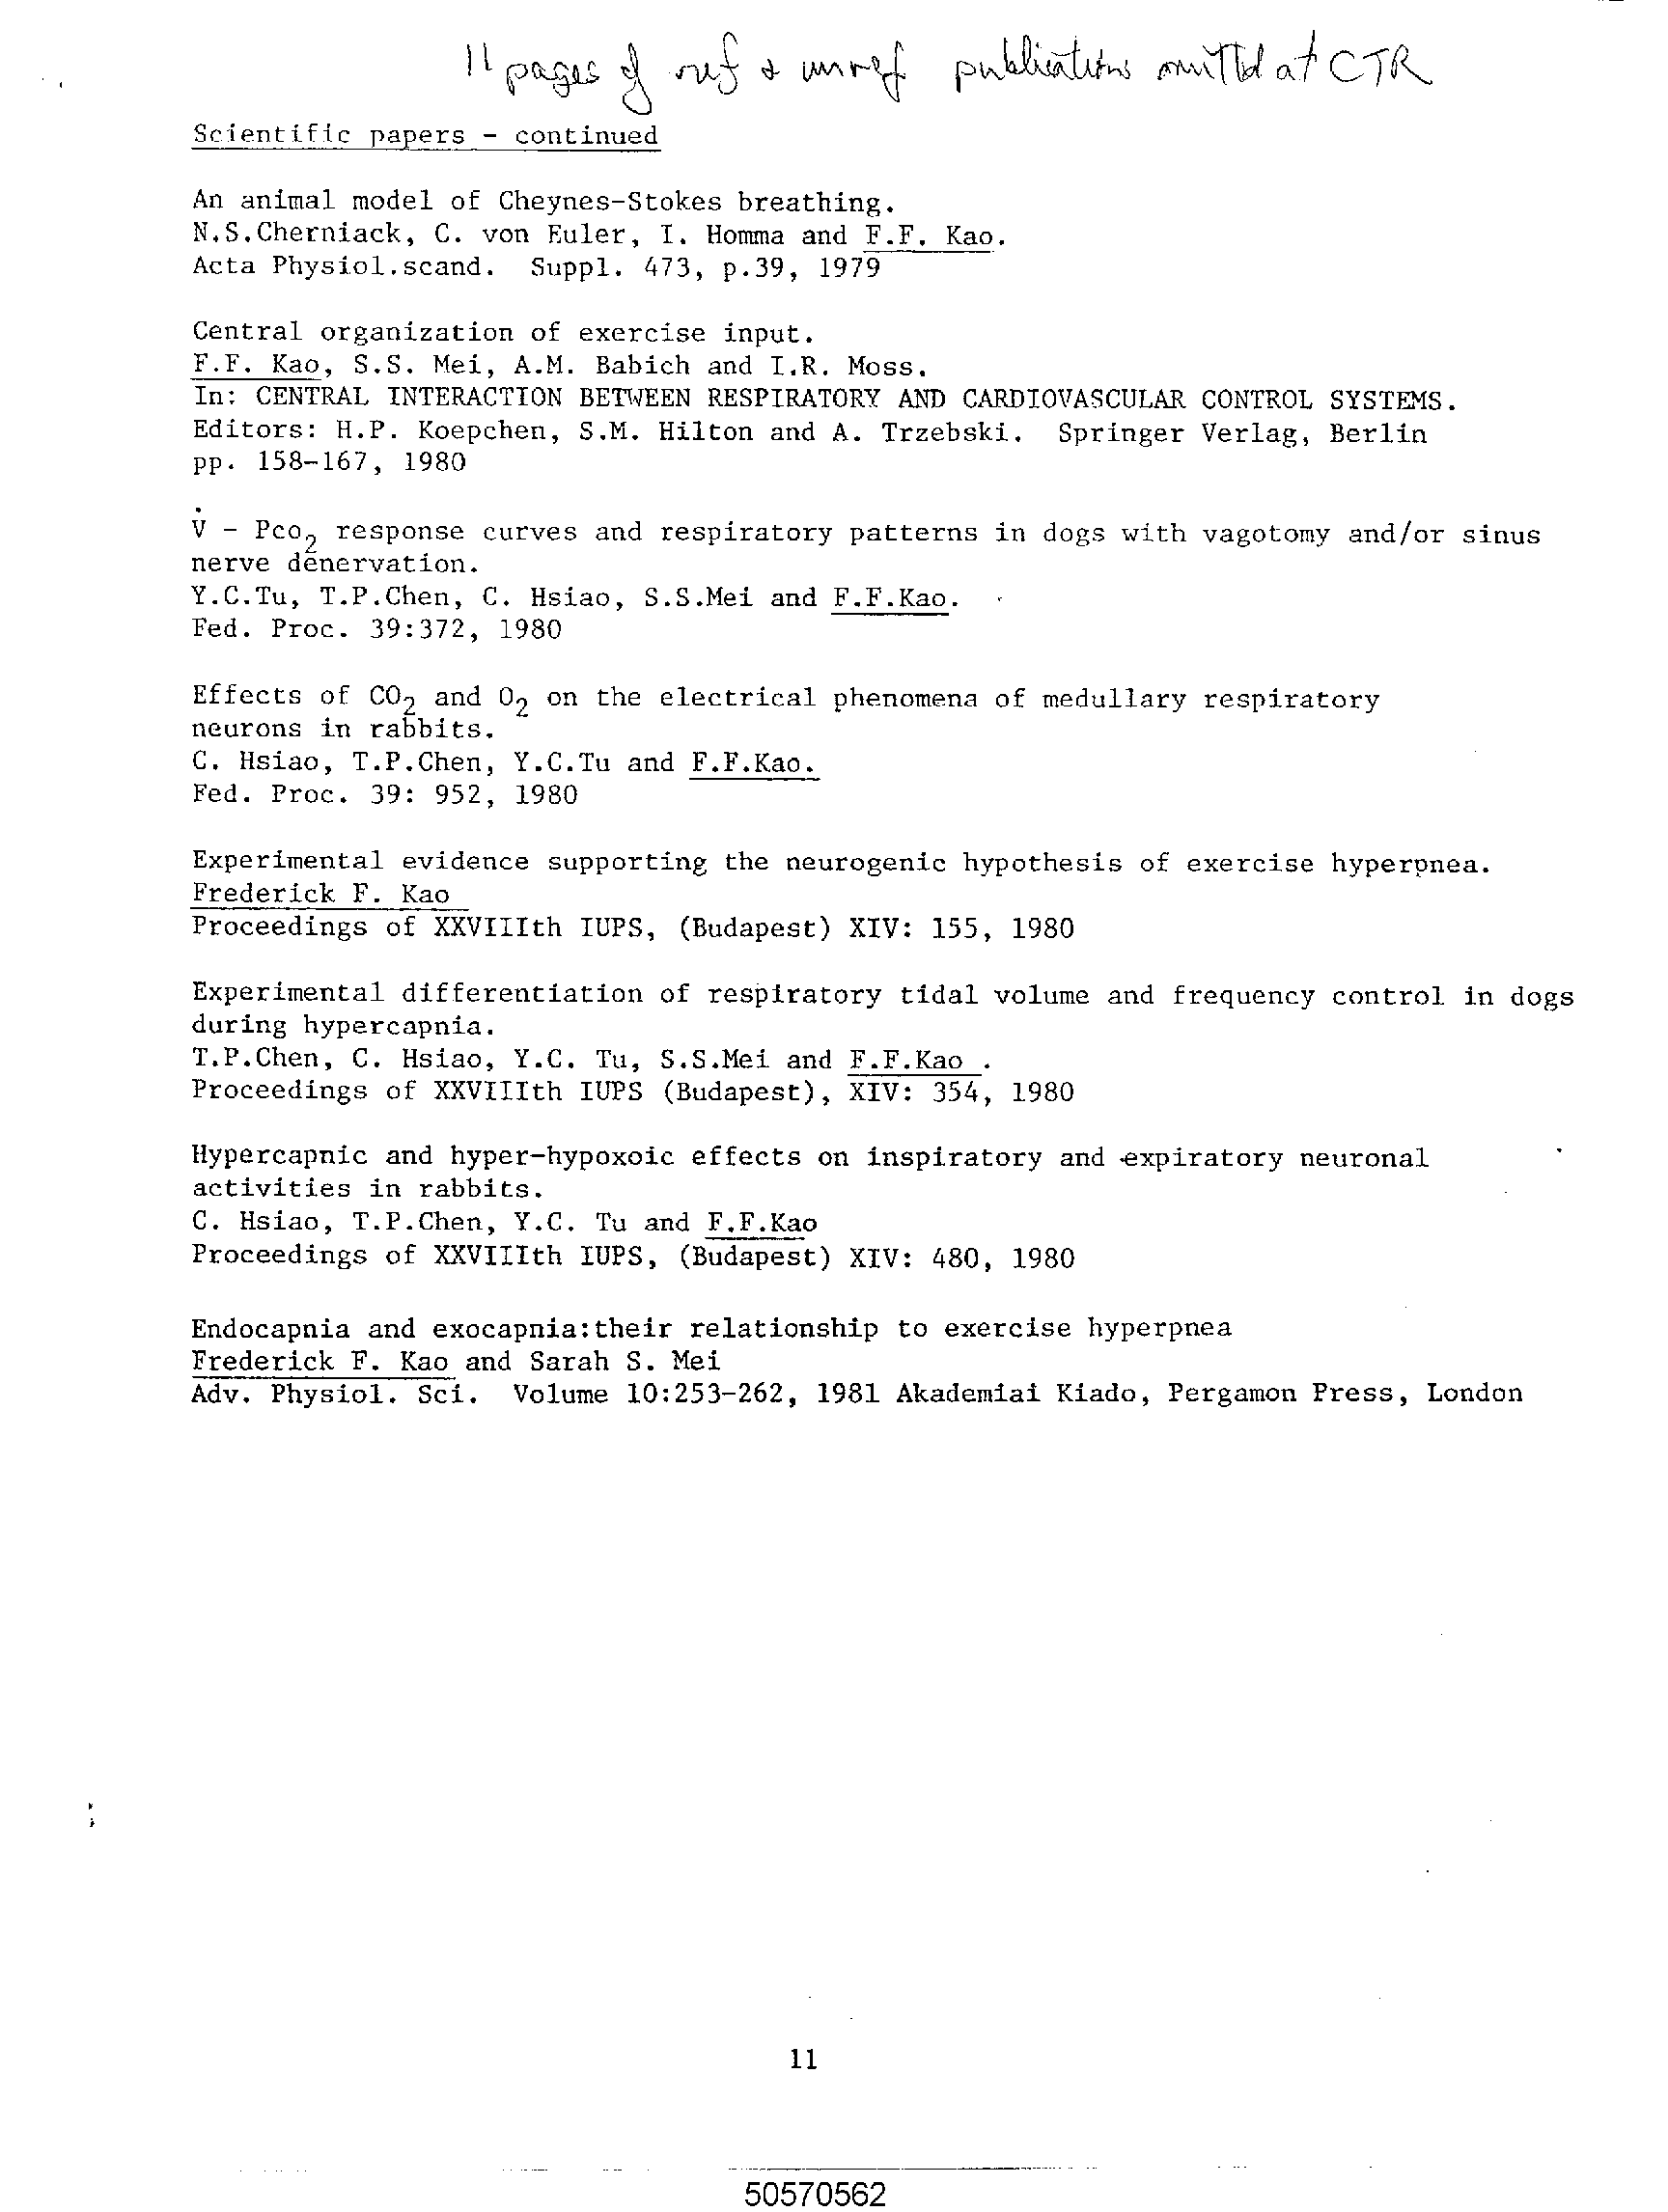 11 pages of ref & unref publications omitted at CTR
Scientific papers - continued
An animal model of Cheynes-Stokes breathing.
N.S.Cherniack, C. von Euler, I. Homma and F.F. Kao.
Acta Physiol.scand. Suppl. 473, p.39, 1979
Central organization of exercise input.
F.F. Kao, S.S. Mei, A.M. Babich and I.R. Moss.
In: CENTRAL INTERACTION BETWEEN RESPIRATORY AND CARDIOVASCULAR CONTROL SYSTEMS.
Editors: H.P. Koepchen, S.M. Hilton and A. Trzebski. Springer Verlag, Berlin
pp. 158-167, 1980
V̇ - Pco₂ response curves and respiratory patterns in dogs with vagotomy and/or sinus
nerve denervation.
Y.C.Tu, T.P.Chen, C. Hsiao, S.S.Mei and F.F.Kao.
Fed. Proc. 39:372, 1980
Effects of CO₂ and O₂ on the electrical phenomena of medullary respiratory
neurons in rabbits.
C. Hsiao, T.P.Chen, Y.C.Tu and F.F.Kao.
Fed. Proc. 39: 952, 1980
Experimental evidence supporting the neurogenic hypothesis of exercise hyperpnea.
Frederick F. Kao
Proceedings of XXVIIIth IUPS, (Budapest) XIV: 155, 1980
Experimental differentiation of respiratory tidal volume and frequency control in dogs
during hypercapnia.
T.P.Chen, C. Hsiao, Y.C. Tu, S.S.Mei and F.F.Kao .
Proceedings of XXVIIIth IUPS (Budapest), XIV: 354, 1980
Hypercapnic and hyper-hypoxoic effects on inspiratory and expiratory neuronal
activities in rabbits.
C. Hsiao, T.P.Chen, Y.C. Tu and F.F.Kao
Proceedings of XXVIIIth IUPS, (Budapest) XIV: 480, 1980
Endocapnia and exocapnia:their relationship to exercise hyperpnea
Frederick F. Kao and Sarah S. Mei
Adv. Physiol. Sci. Volume 10:253-262, 1981 Akademiai Kiado, Pergamon Press, London
11
50570562